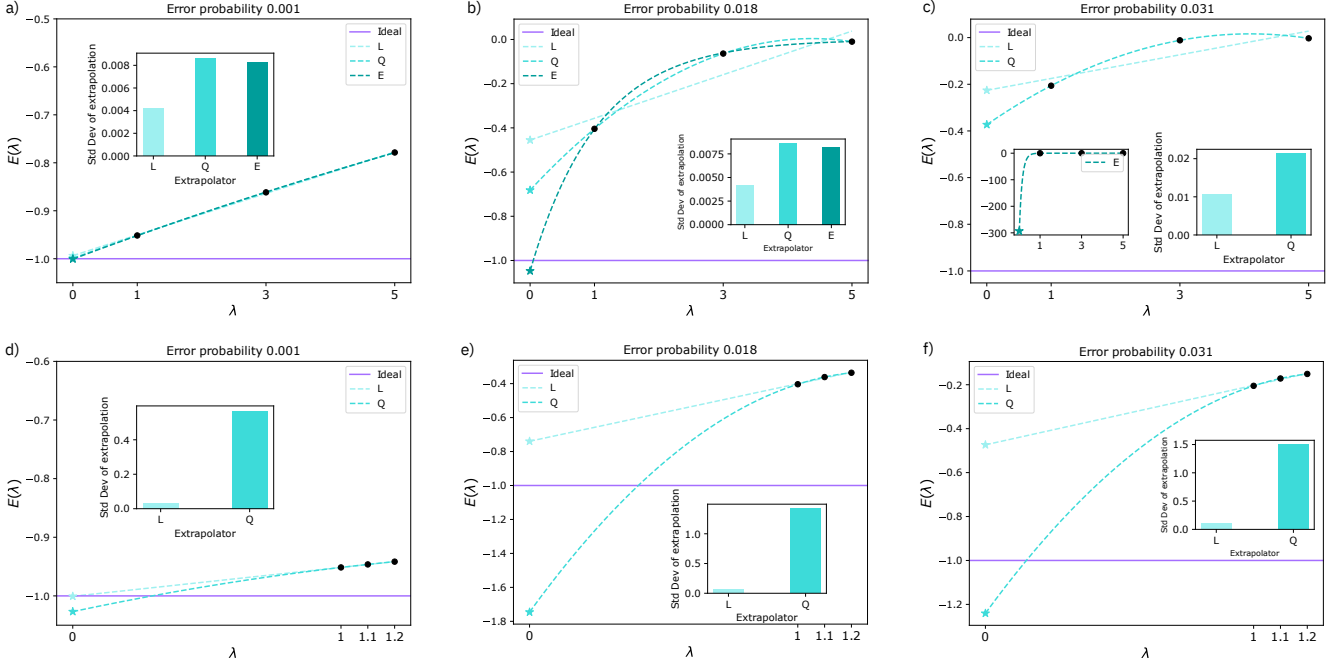 a)
Error probability 0.001
−0.5
−0.6
−0.7
−0.8
−0.9
−1.0
E(λ)
0
1
3
5
λ
Ideal
L
Q
E
Std Dev of extrapolation
0.008
0.006
0.004
0.002
0.000
L
Q
E
Extrapolator
b)
Error probability 0.018
0.0
−0.2
−0.4
−0.6
−0.8
−1.0
E(λ)
0
1
3
5
λ
Ideal
L
Q
E
Std Dev of extrapolation
0.0075
0.0050
0.0025
0.0000
L
Q
E
Extrapolator
c)
Error probability 0.031
0.0
−0.2
−0.4
−0.6
−0.8
−1.0
E(λ)
0
1
3
5
λ
Ideal
L
Q
0
−100
−200
−300
1
3
5
E
Std Dev of extrapolation
0.02
0.01
0.00
L
Q
Extrapolator
d)
Error probability 0.001
−0.6
−0.7
−0.8
−0.9
−1.0
E(λ)
0
1
1.1
1.2
λ
Ideal
L
Q
Std Dev of extrapolation
0.4
0.2
0.0
L
Q
Extrapolator
e)
Error probability 0.018
−0.4
−0.6
−0.8
−1.0
−1.2
−1.4
−1.6
−1.8
E(λ)
0
1
1.1
1.2
λ
Ideal
L
Q
Std Dev of extrapolation
1.0
0.5
0.0
L
Q
Extrapolator
f)
Error probability 0.031
−0.2
−0.4
−0.6
−0.8
−1.0
−1.2
E(λ)
0
1
1.1
1.2
λ
Ideal
L
Q
Std Dev of extrapolation
1.5
1.0
0.5
0.0
L
Q
Extrapolator